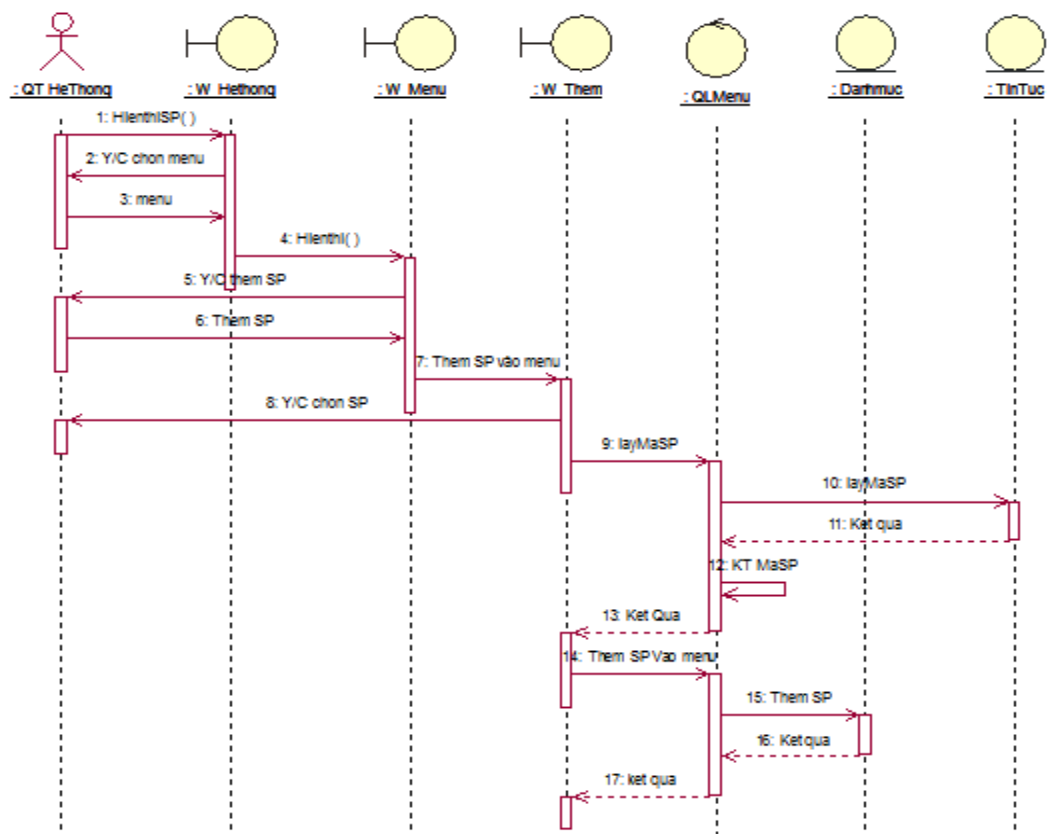 : QT HeThong
: W_Hethong
: W_Menu
: W_Them
: QLMenu
: Danhmuc
: TinTuc
1: HienthiSP( )
2: Y/C chon menu
3: menu
4: Hienthi( )
5: Y/C them SP
6: Them SP
7: Them SP vào menu
8: Y/C chon SP
9: layMaSP
10: layMaSP
11: Ket qua
12: KT MaSP
13: Ket Qua
14: Them SP Vao menu
15: Them SP
16: Ket qua
17: ket qua